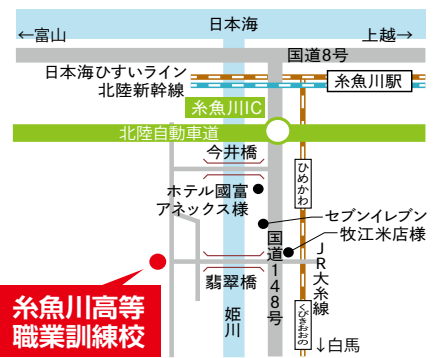 日本海
←富山
上越→
国道8号
日本海ひすいライン
北陸新幹線
糸魚川駅
糸魚川IC
北陸自動車道
今井橋
ひめかわ
ホテル國富
アネックス様
セブンイレブン
牧江米店様
国道148号
JR大糸線
翡翠橋
姫川
糸魚川高等
職業訓練校
くびきおおの
↓白馬